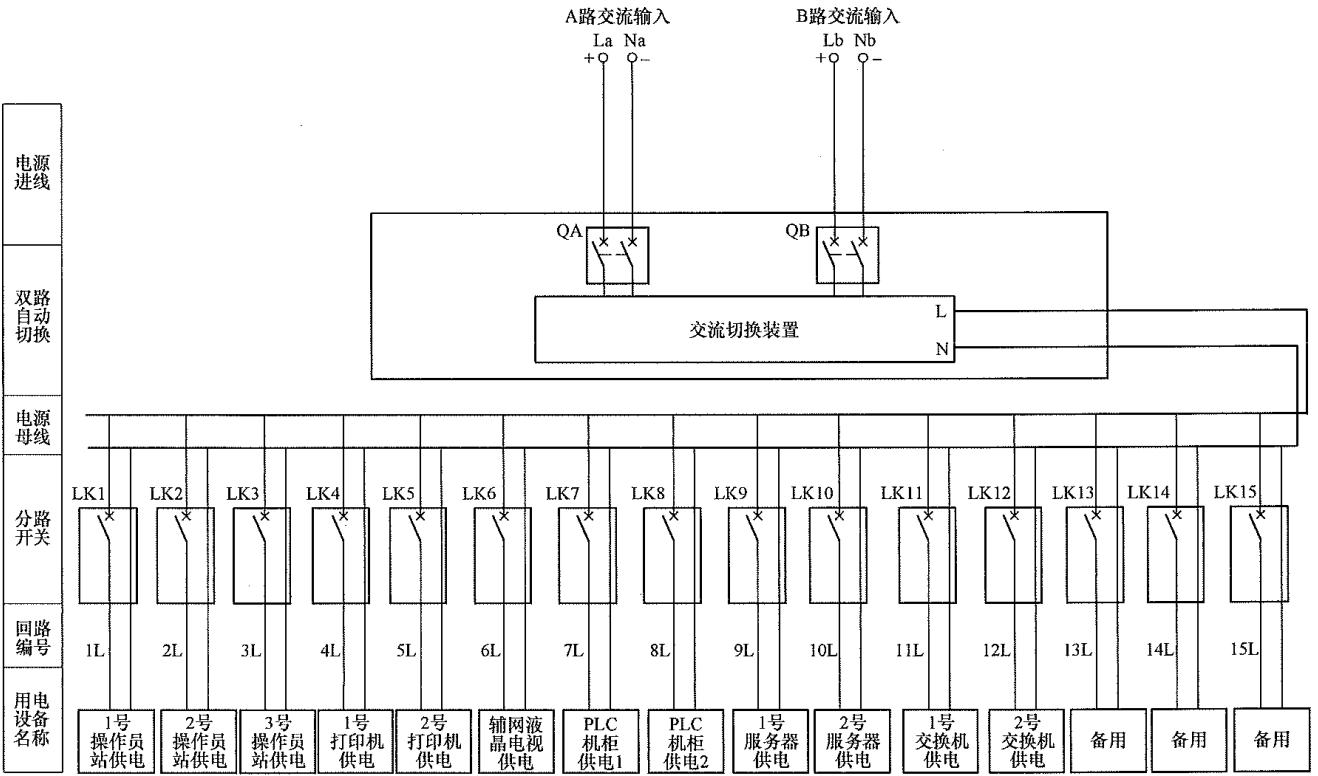 A路交流输入
B路交流输入
La Na
Lb Nb
+ −
+ −
电源
进线
QA
QB
双路
自动
切换
交流切换装置
L
N
电源
母线
分路
开关
LK1 LK2 LK3 LK4 LK5 LK6 LK7 LK8 LK9 LK10 LK11 LK12 LK13 LK14 LK15
回路
编号
1L 2L 3L 4L 5L 6L 7L 8L 9L 10L 11L 12L 13L 14L 15L
用电
设备
名称
1号
操作员
站供电
2号
操作员
站供电
3号
操作员
站供电
1号
打印机
供电
2号
打印机
供电
辅网液
晶电视
供电
PLC
机柜
供电1
PLC
机柜
供电2
1号
服务器
供电
2号
服务器
供电
1号
交换机
供电
2号
交换机
供电
备用
备用
备用